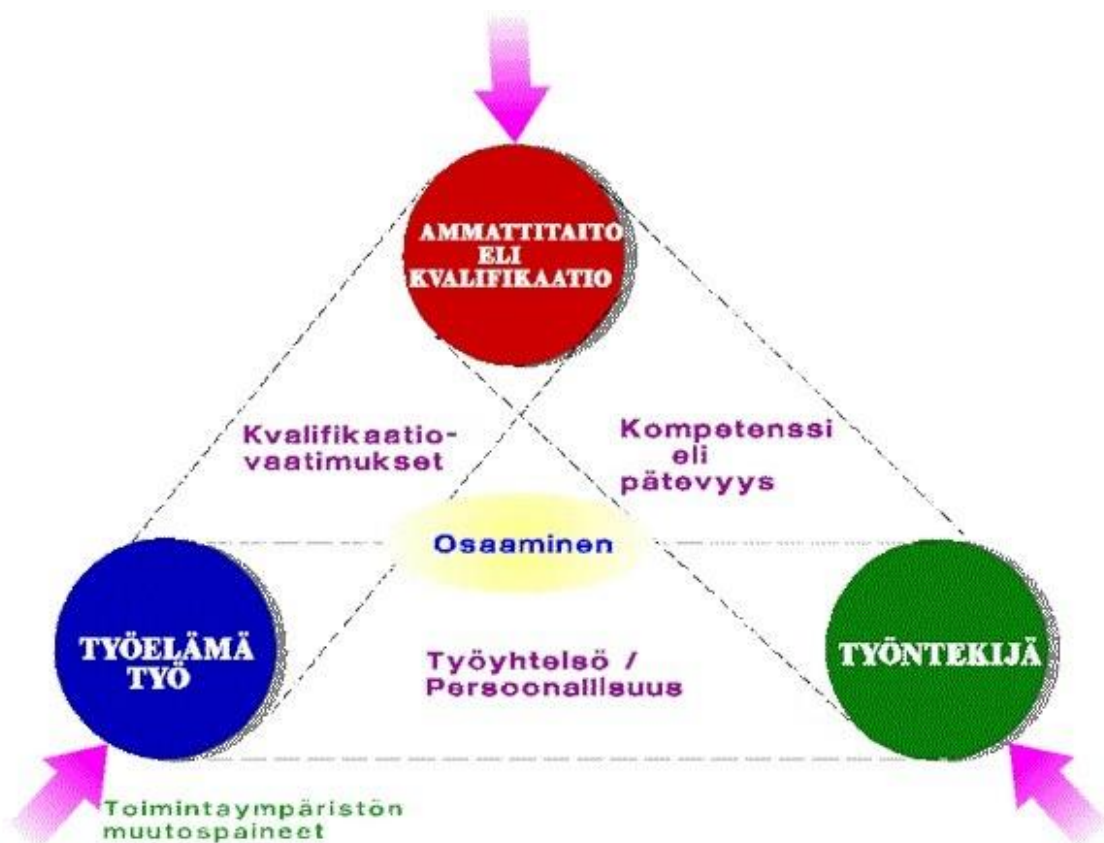 AMMATTITAITO
ELI
KVALIFIKAATIO
Kvalifikaatio-
vaatimukset
Kompetenssi
eli
pätevyys
Osaaminen
TYÖELÄMÄ
TYÖ
Työyhteisö /
Persoonallisuus
TYÖNTEKIJÄ
Toimintaympäristön
muutospaineet